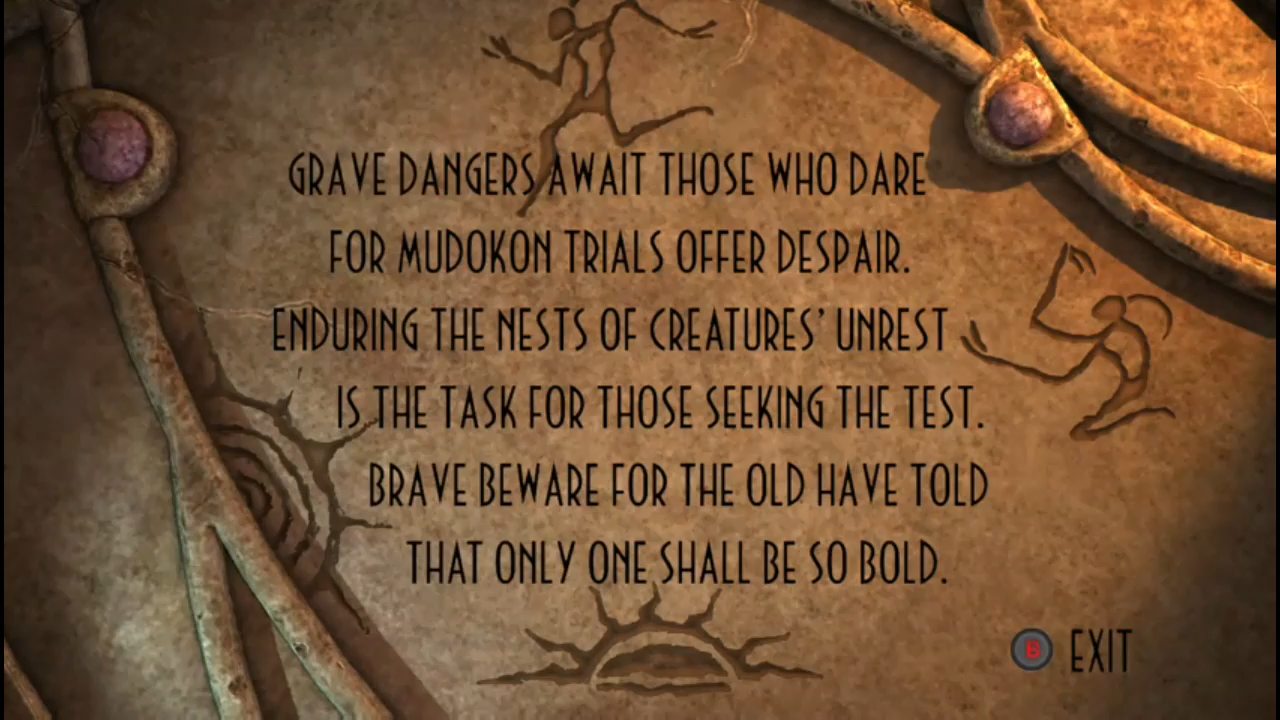 GRAVE DANGERS AWAIT THOSE WHO DARE
FOR MUDOKON TRIALS OFFER DESPAIR.
ENDURING THE NESTS OF CREATURES' UNREST
IS THE TASK FOR THOSE SEEKING THE TEST.
BRAVE BEWARE FOR THE OLD HAVE TOLD
THAT ONLY ONE SHALL BE SO BOLD.
B EXIT